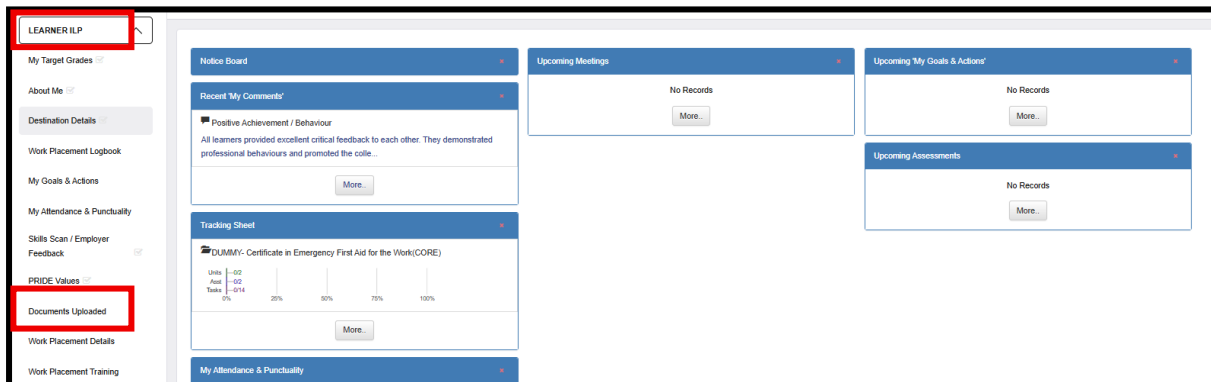 LEARNER ILP
My Target Grades
About Me
Destination Details
Work Placement Logbook
My Goals & Actions
My Attendance & Punctuality
Skills Scan / Employer
Feedback
PRIDE Values
Documents Uploaded
Work Placement Details
Work Placement Training
Notice Board
Recent 'My Comments'
Positive Achievement / Behaviour
All learners provided excellent critical feedback to each other. They demonstrated
professional behaviours and promoted the colle...
More..
Tracking Sheet
DUMMY- Certificate in Emergency First Aid for the Work(CORE)
Units 0/2
Asst 0/2
Tasks 0/14
0% 25% 50% 75% 100%
More..
My Attendance & Punctuality
Upcoming Meetings
No Records
More..
Upcoming 'My Goals & Actions'
No Records
More..
Upcoming Assessments
No Records
More..